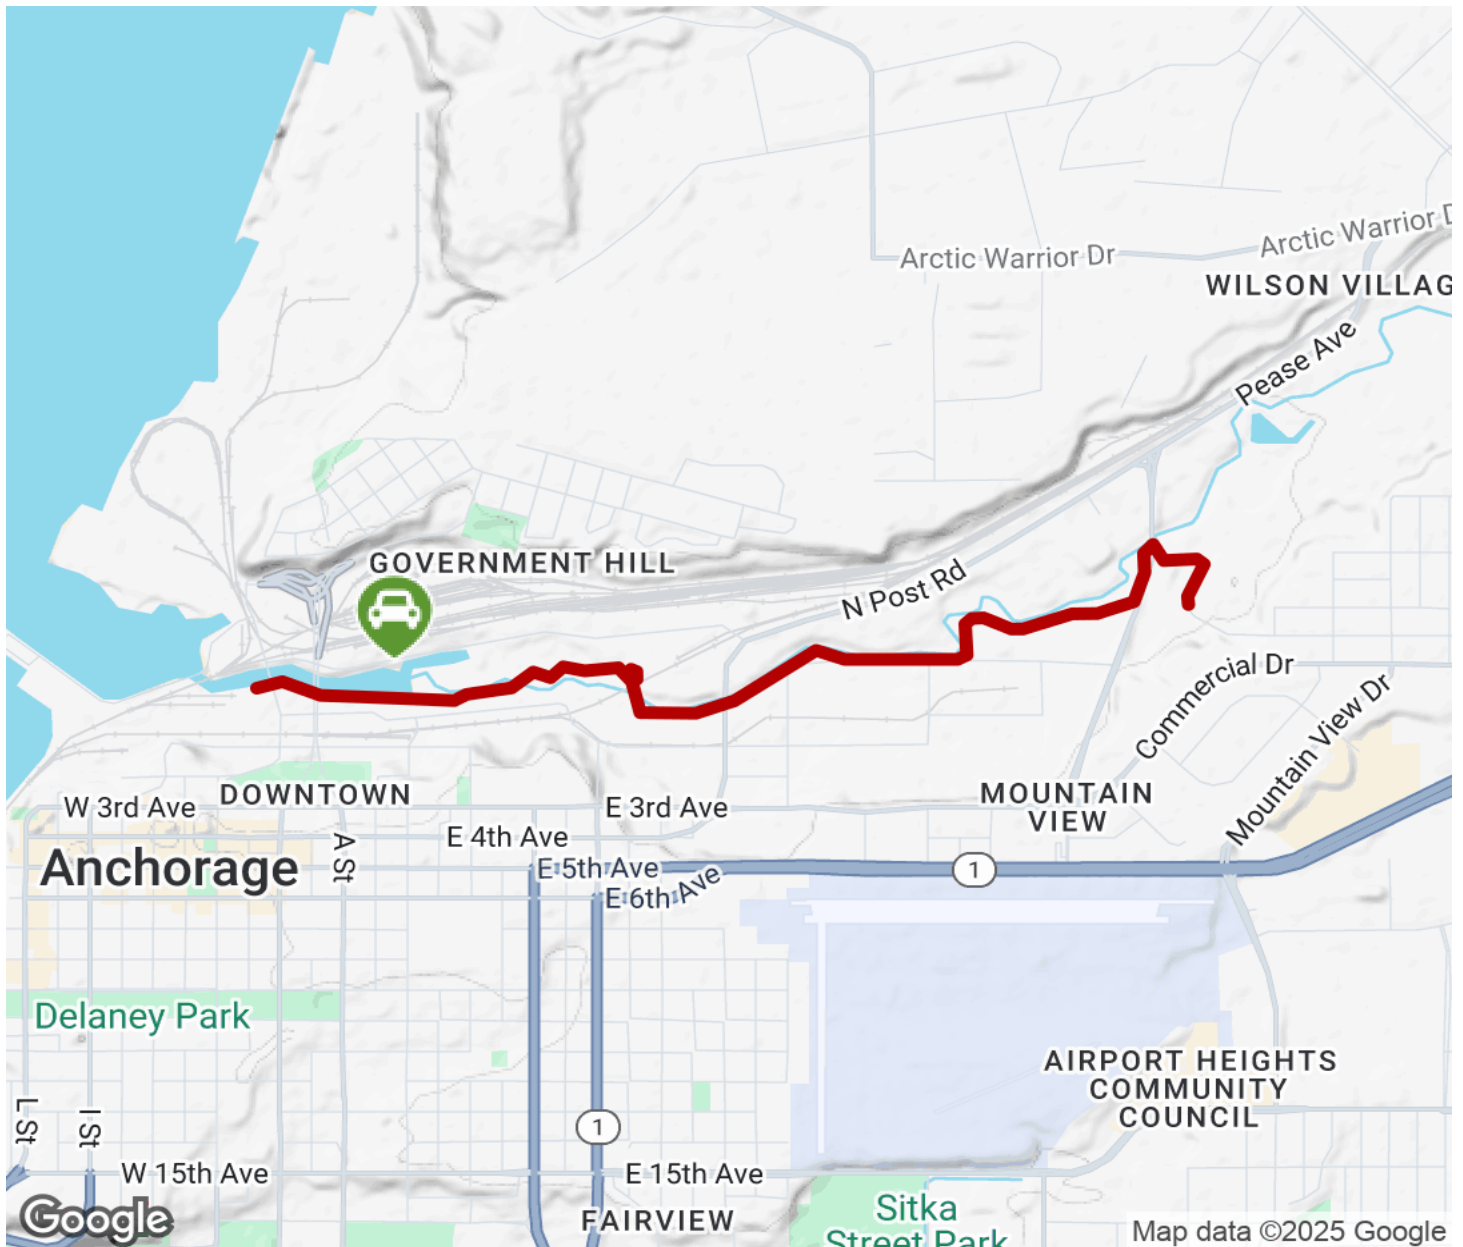 Arctic Warrior Dr
Arctic Warrior D
WILSON VILLAG
Pease Ave
GOVERNMENT HILL
N Post Rd
Commercial Dr
Mountain View Dr
DOWNTOWN
MOUNTAIN
VIEW
W 3rd Ave
E 3rd Ave
E 4th Ave
A St
Anchorage
E 5th Ave
1
E 6th Ave
Delaney Park
AIRPORT HEIGHTS
COMMUNITY
COUNCIL
L St
I St
1
W 15th Ave
E 15th Ave
Sitka
Street Park
FAIRVIEW
Google
Map data ©2025 Google